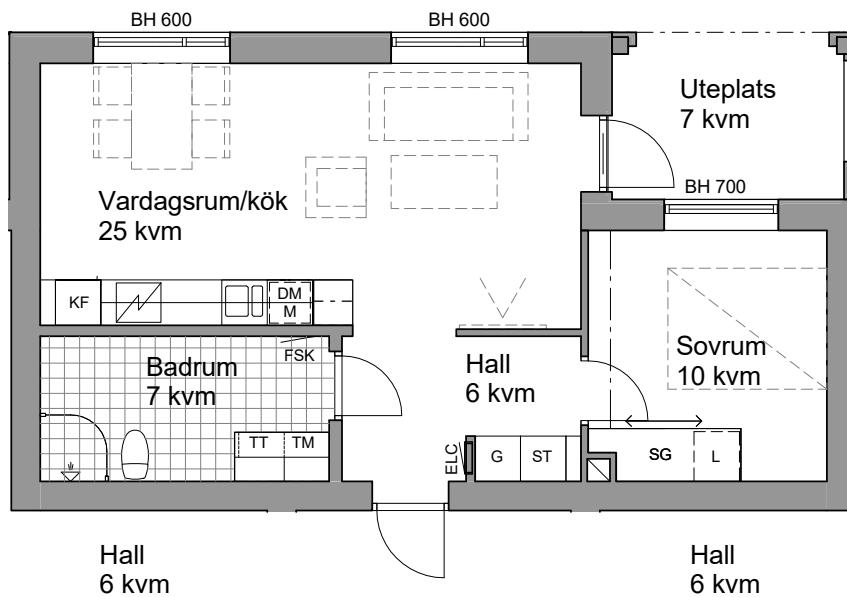 BH 600
BH 600
Uteplats
7 kvm
BH 700
Vardagsrum/kök
25 kvm
KF
DM
M
FSK
Badrum
7 kvm
Hall
6 kvm
Sovrum
10 kvm
TT
TM
ELC
G
ST
SG
L
Hall
6 kvm
Hall
6 kvm